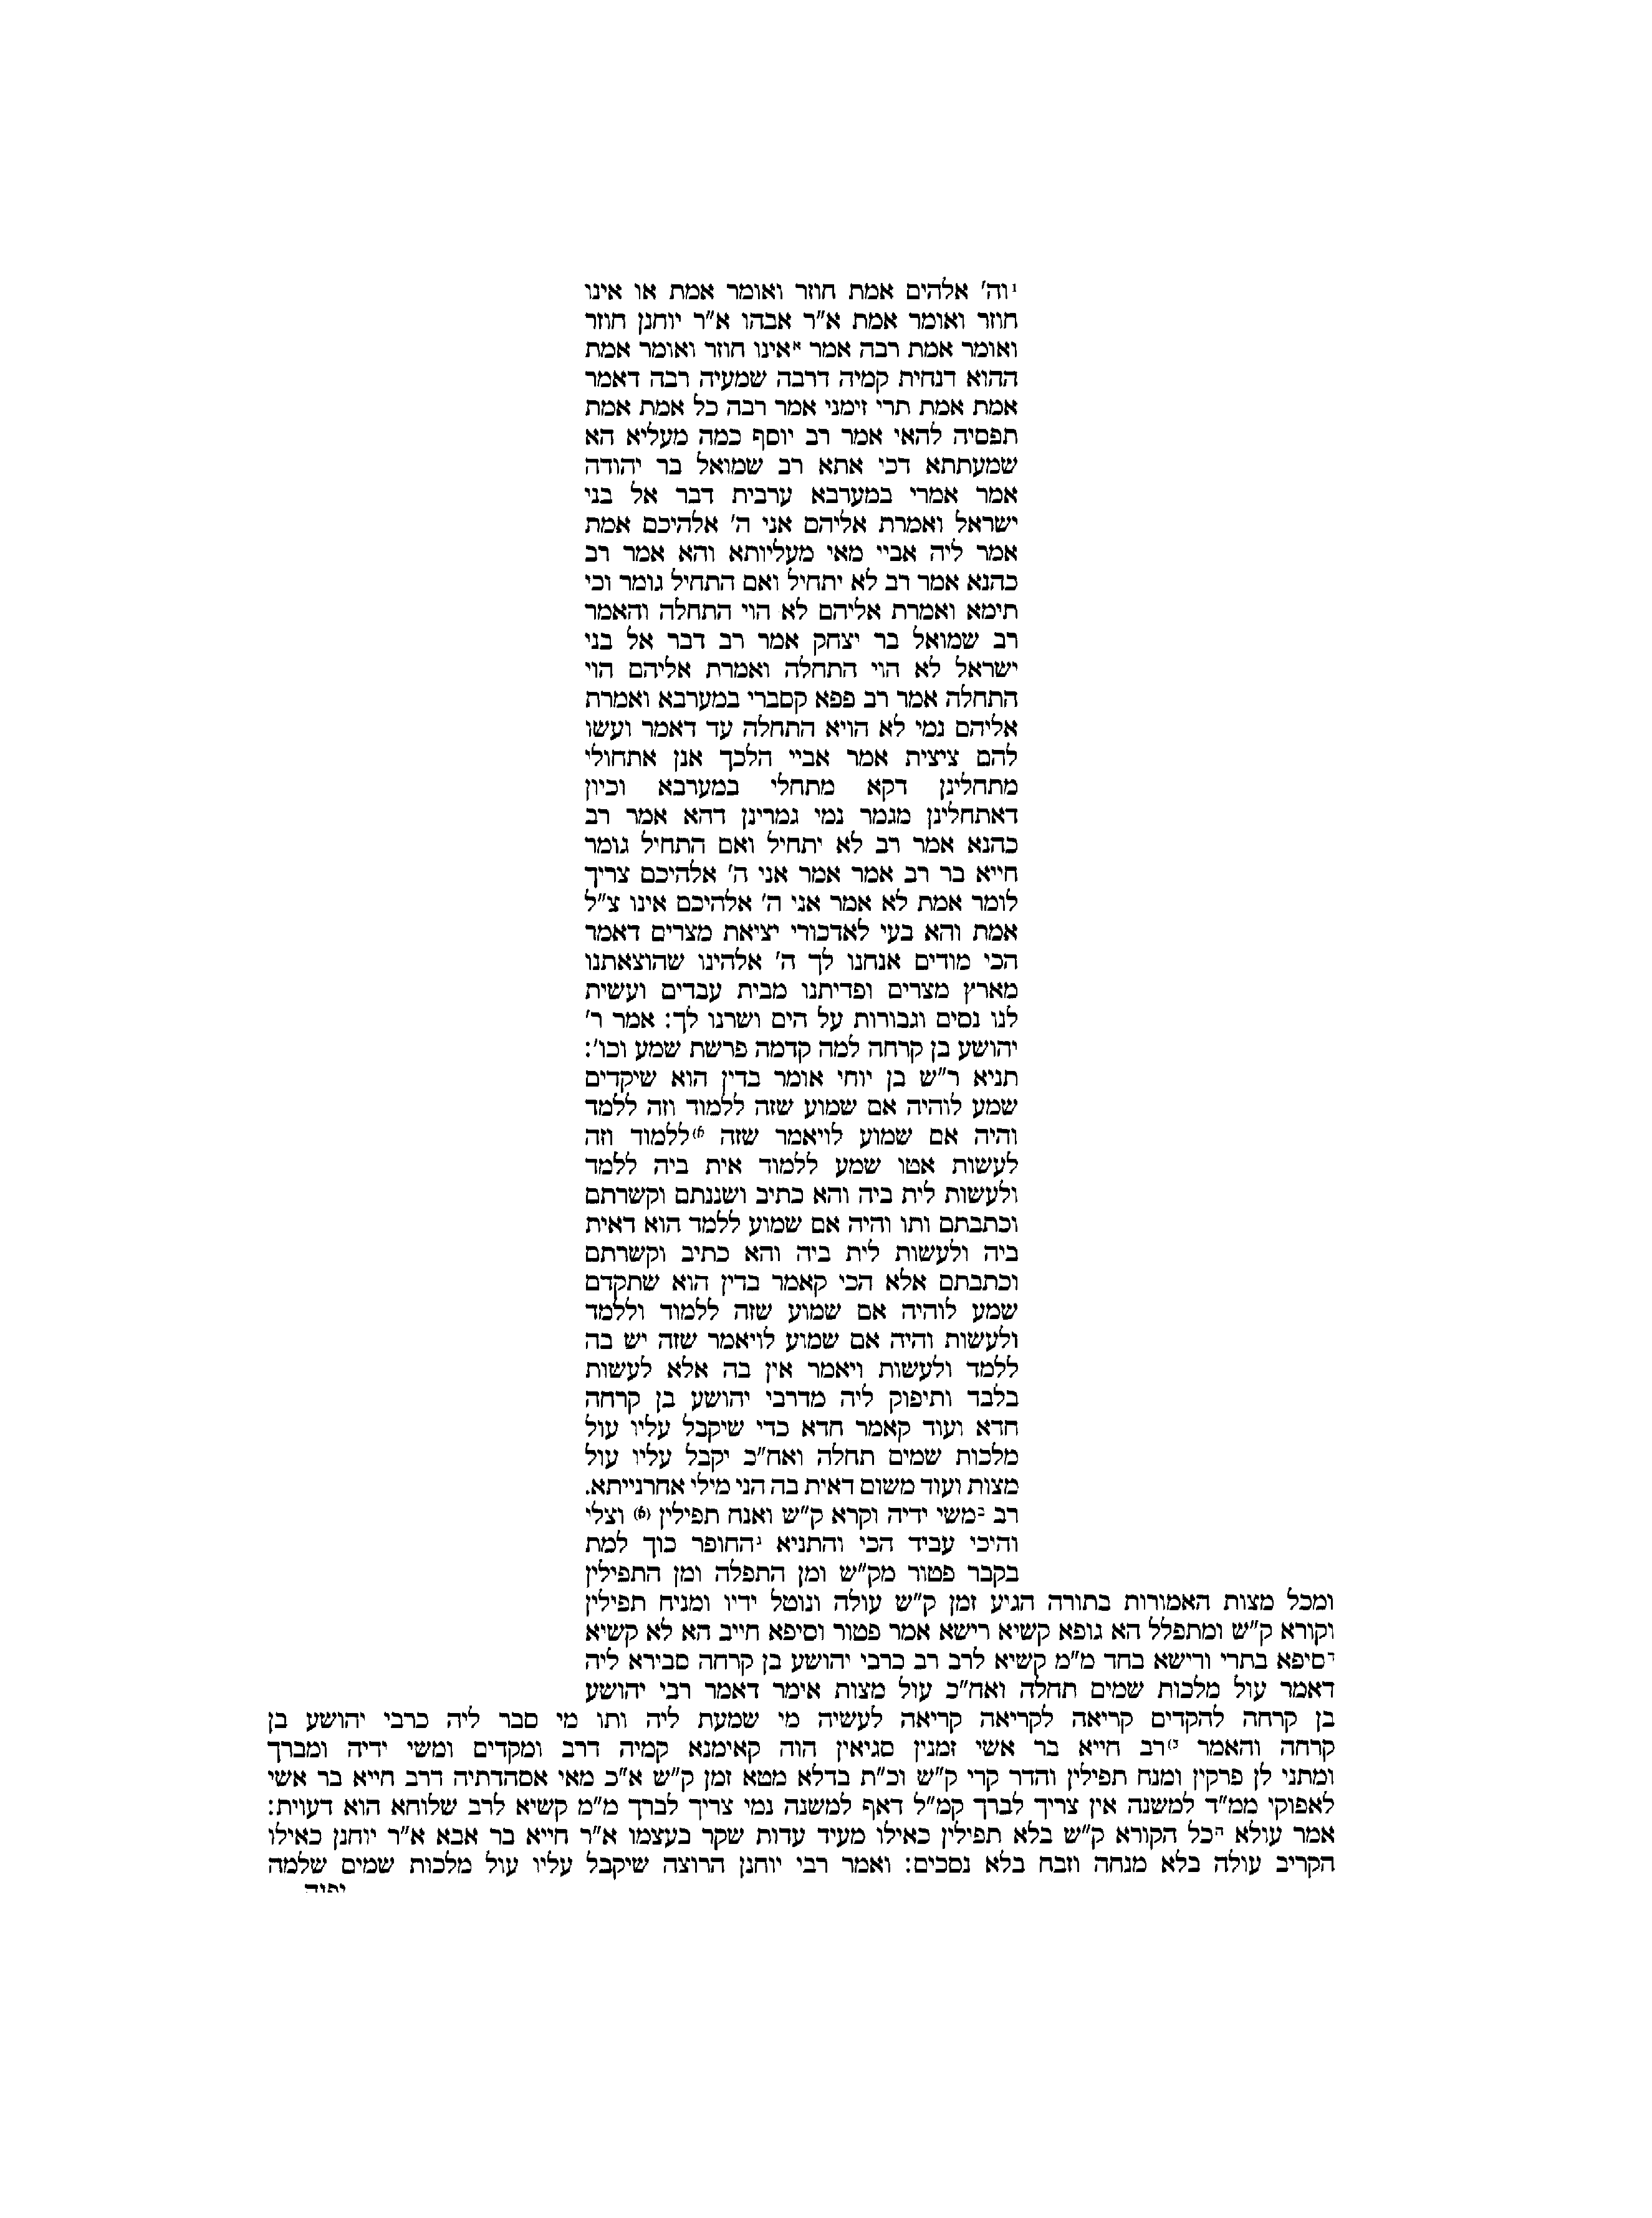 י וה' אלהים אמת חוזר ואומר אמת או אינו
חוזר ואומר אמת א"ר אבהו א"ר יוחנן חוזר
ואומר אמת רבה אמר א אינו חוזר ואומר אמת
ההוא דנחית קמיה דרבה שמעיה רבה דאמר
אמת אמת תרי זימני אמר רבה כל אמת אמת
תפסיה להאי אמר רב יוסף כמה מעליא הא
שמעתתא דכי אתא רב שמואל בר יהודה
אמר אמרי במערבא ערבית דבר אל בני
ישראל ואמרת אליהם אני ה' אלהיכם אמת
אמר ליה אביי מאי מעליותא והא אמר רב
כהנא אמר רב לא יתחיל ואם התחיל גומר וכי
תימא ואמרת אליהם לא הוי התחלה והאמר
רב שמואל בר יצחק אמר רב דבר אל בני
ישראל לא הוי התחלה ואמרת אליהם הוי
התחלה אמר רב פפא קסברי במערבא ואמרת
אליהם נמי לא הויא התחלה עד דאמר ועשו
להם ציצית אמר אביי הלכך אנן אתחולי
מתחלינן דקא מתחלי במערבא וכיון
דאתחלינן מגמר נמי גמרינן דהא אמר רב
כהנא אמר רב לא יתחיל ואם התחיל גומר
חייא בר רב אמר אמר אני ה' אלהיכם צריך
לומר אמת לא אמר אני ה' אלהיכם אינו צ"ל
אמת והא בעי לאדכורי יציאת מצרים דאמר
הכי מודים אנחנו לך ה' אלהינו שהוצאתנו
מארץ מצרים ופדיתנו מבית עבדים ועשית
לנו נסים וגבורות על הים ושרנו לך: אמר ר'
יהושע בן קרחה למה קדמה פרשת שמע וכו':
תניא ר"ש בן יוחי אומר בדין הוא שיקדים
שמע לוהיה אם שמוע שזה ללמוד וזה ללמד
והיה אם שמוע לויאמר שזה 6) ללמוד וזה
לעשות אטו שמע ללמוד אית ביה ללמד
ולעשות לית ביה והא כתיב ושננתם וקשרתם
וכתבתם ותו והיה אם שמוע ללמד הוא דאית
ביה ולעשות לית ביה והא כתיב וקשרתם
וכתבתם אלא הכי קאמר בדין הוא שתקדם
שמע לוהיה אם שמוע שזה ללמוד וללמד
ולעשות והיה אם שמוע לויאמר שזה יש בה
ללמד ולעשות ויאמר אין בה אלא לעשות
בלבד ותיפוק ליה מדרבי יהושע בן קרחה
חדא ועוד קאמר חדא כדי שיקבל עליו עול
מלכות שמים תחלה ואח"כ יקבל עליו עול
מצות ועוד משום דאית בה הני מילי אחרנייתא.
רב ב משי ידיה וקרא ק"ש ואנח תפילין (6) וצלי
והיכי עביד הכי והתניא ג החופר כוך למת
בקבר פטור מק"ש ומן התפלה ומן התפילין
ומכל מצות האמורות בתורה הגיע זמן ק"ש עולה ונוטל ידיו ומניח תפילין
וקורא ק"ש ומתפלל הא גופא קשיא רישא אמר פטור וסיפא חייב הא לא קשיא
ד סיפא בתרי ורישא בחד מ"מ קשיא לרב רב כרבי יהושע בן קרחה סבירא ליה
דאמר עול מלכות שמים תחלה ואח"כ עול מצות אימר דאמר רבי יהושע
בן קרחה להקדים קריאה לקריאה קריאה לעשיה מי שמעת ליה ותו מי סבר ליה כרבי יהושע בן
קרחה והאמר כ) רב חייא בר אשי זמנין סגיאין הוה קאימנא קמיה דרב ומקדים ומשי ידיה ומברך
ומתני לן פרקין ומנח תפילין והדר קרי ק"ש וכ"ת בדלא מטא זמן ק"ש א"כ מאי אסהדתיה דרב חייא בר אשי
לאפוקי ממ"ד למשנה אין צריך לברך קמ"ל דאף למשנה נמי צריך לברך מ"מ קשיא לרב שלוחא הוא דעוית:
אמר עולא ה כל הקורא ק"ש בלא תפילין כאילו מעיד עדות שקר בעצמו א"ר חייא בר אבא א"ר יוחנן כאילו
הקריב עולה בלא מנחה וזבח בלא נסכים: ואמר רבי יוחנן הרוצה שיקבל עליו עול מלכות שמים שלמה